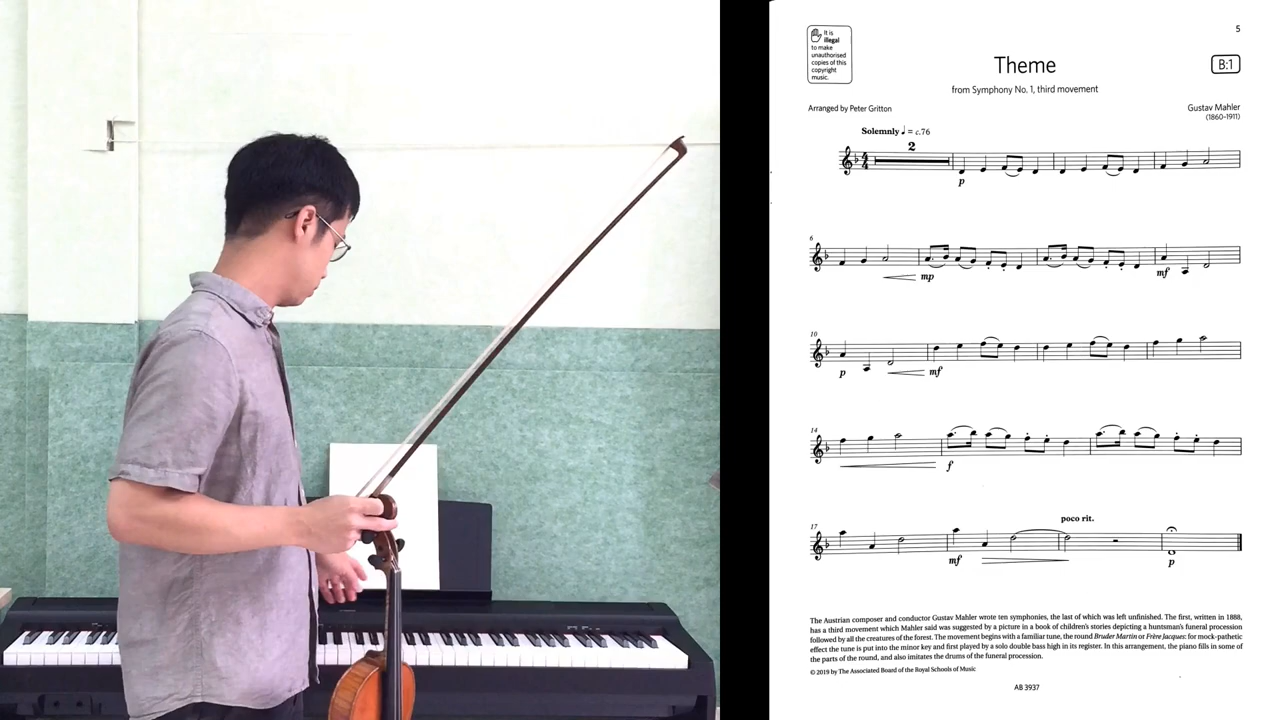 It is
illegal
to make
unauthorised
copies of this
copyright
music.
5
Theme
B:1
from Symphony No. 1, third movement
Arranged by Peter Gritton
Gustav Mahler
(1860–1911)
Solemnly ♩ = c.76
2
p
6
mp
mf
10
p
mf
14
f
poco rit.
17
mf
p
The Austrian composer and conductor Gustav Mahler wrote ten symphonies, the last of which was left unfinished. The first, written in 1888,
has a third movement which Mahler said was suggested by a picture in a book of children's stories depicting a huntsman's funeral procession
followed by all the creatures of the forest. The movement begins with a familiar tune, the round Bruder Martin or Frère Jacques: for mock-pathetic
effect the tune is put into the minor key and first played by a solo double bass high in its register. In this arrangement, the piano fills in some of
the parts of the round, and also imitates the drums of the funeral procession.
© 2019 by The Associated Board of the Royal Schools of Music
AB 3937